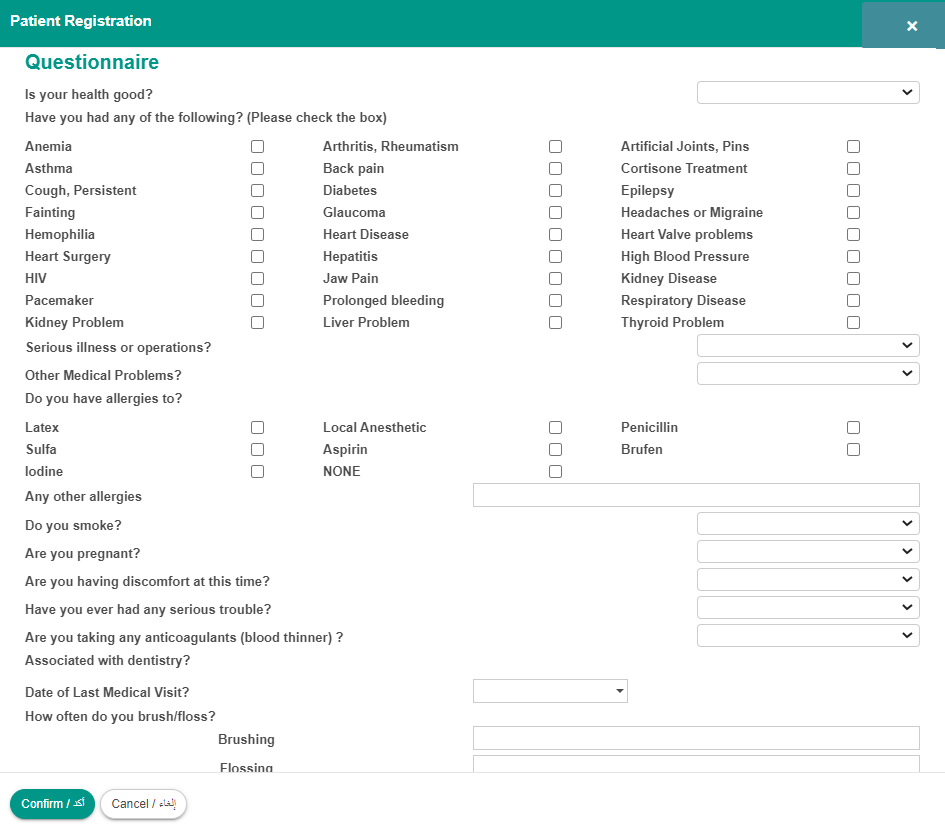 Patient Registration
×
Questionnaire
Is your health good?
Have you had any of the following? (Please check the box)
Anemia Arthritis, Rheumatism Artificial Joints, Pins
Asthma Back pain Cortisone Treatment
Cough, Persistent Diabetes Epilepsy
Fainting Glaucoma Headaches or Migraine
Hemophilia Heart Disease Heart Valve problems
Heart Surgery Hepatitis High Blood Pressure
HIV Jaw Pain Kidney Disease
Pacemaker Prolonged bleeding Respiratory Disease
Kidney Problem Liver Problem Thyroid Problem
Serious illness or operations?
Other Medical Problems?
Do you have allergies to?
Latex Local Anesthetic Penicillin
Sulfa Aspirin Brufen
Iodine NONE
Any other allergies
Do you smoke?
Are you pregnant?
Are you having discomfort at this time?
Have you ever had any serious trouble?
Are you taking any anticoagulants (blood thinner) ?
Associated with dentistry?
Date of Last Medical Visit?
How often do you brush/floss?
Brushing
Flossing
Confirm / أكد Cancel / إلغاء